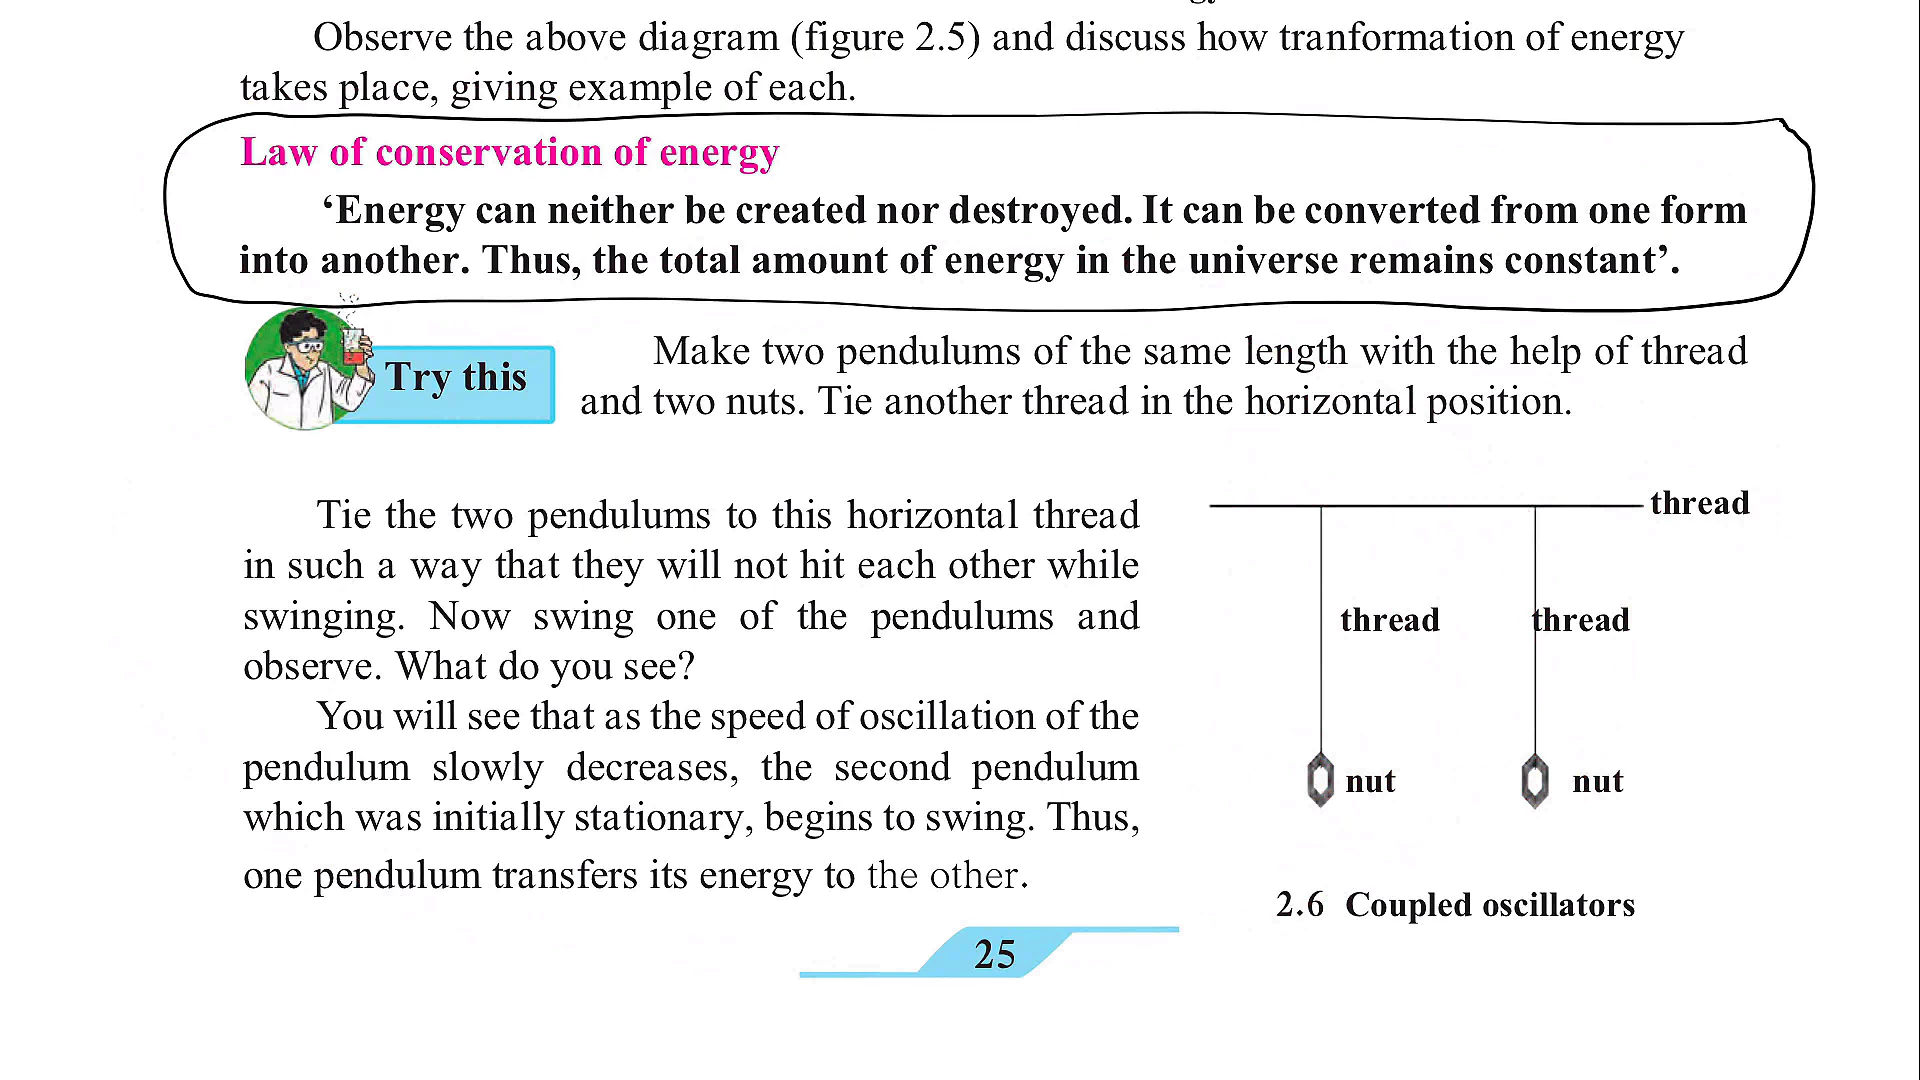 Observe the above diagram (figure 2.5) and discuss how tranformation of energy
takes place, giving example of each.
Law of conservation of energy
‘Energy can neither be created nor destroyed. It can be converted from one form
into another. Thus, the total amount of energy in the universe remains constant’.
Try this
Make two pendulums of the same length with the help of thread
and two nuts. Tie another thread in the horizontal position.
Tie the two pendulums to this horizontal thread
in such a way that they will not hit each other while
swinging. Now swing one of the pendulums and
observe. What do you see?
You will see that as the speed of oscillation of the
pendulum slowly decreases, the second pendulum
which was initially stationary, begins to swing. Thus,
one pendulum transfers its energy to the other.
thread
thread thread
nut nut
2.6 Coupled oscillators
25